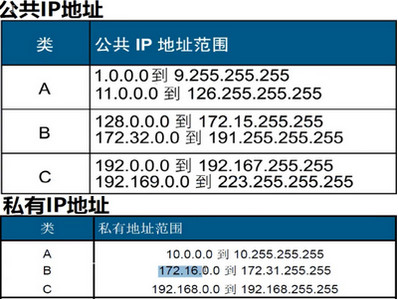 公共IP地址
类 公共 IP 地址范围
A 1.0.0.0 到 9.255.255.255
11.0.0.0 到 126.255.255.255
B 128.0.0.0 到 172.15.255.255
172.32.0.0 到 191.255.255.255
C 192.0.0.0 到 192.167.255.255
192.169.0.0 到 223.255.255.255
私有IP地址
类 私有地址范围
A 10.0.0.0 到 10.255.255.255
B 172.16.0.0 到 172.31.255.255
C 192.168.0.0 到 192.168.255.255